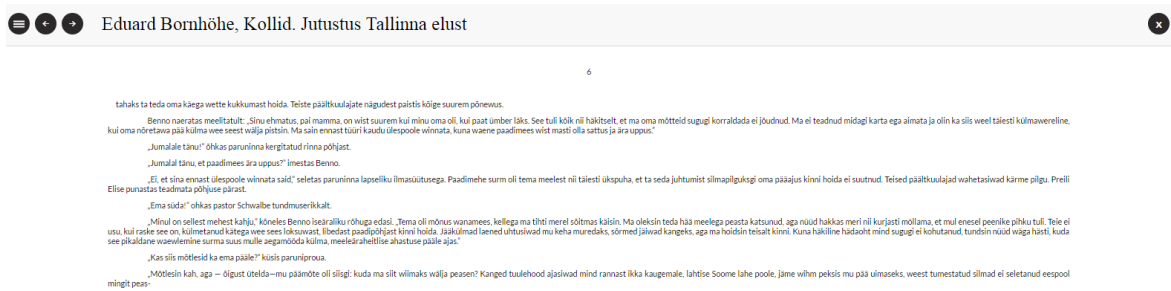 Eduard Bornhöhe, Kollid. Jutustus Tallinna elust
x
6
tahaks ta teda oma käega wette kukkumast hoida. Teiste päältkuulajate nägudest paistis kõige suurem põnewus.
Benno naeratas meelitatult: „Sinu ehmatus, pai mamma, on wist suurem kui minu oma oli, kui paat ümber läks. See tuli kõik nii häkitselt, et ma oma mõtteid sugugi korraldada ei jõudnud. Ma ei teadnud midagi karta ega aimata ja olin ka siis weel täiesti külmawereline,
kui oma nõretawa pää külma wee seest wälja pistsin. Ma sain ennast tüüri kaudu ülespoole winnata, kuna waene paadimees wist masti olla sattus ja ära uppus.“
„Jumalale tänu!“ õhkas paruninna kergitatud rinna põhjast.
„Jumalal tänu, et paadimees ära uppus?“ imestas Benno.
„Ei, et sina ennast ülespoole winnata said,“ seletas paruninna lapseliku ilmasüütusega. Paadimehe surm oli tema meelest nii täiesti ükspuha, et ta seda juhtumist silmapilguksgi oma pääajus kinni hoida ei suutnud. Teised päältkuulajad wahetasiwad kärme pilgu. Preili
Elise punastas teadmata põhjuse pärast.
„Ema süda!“ ohkas pastor Schwalbe tundmuserikkalt.
„Minul on sellest mehest kahju,“ kõneles Benno iseäraliku rõhuga edasi. „Tema oli mõnus wanamees, kellega ma tihti merel sõitmas käisin. Ma oleksin teda hää meelega peasta katsunud, aga nüüd hakkas meri nii kurjasti möllama, et mul enesel peenike pihku tuli. Teie ei
usu, kui raske see on, külmetanud kätega wee sees loksuwast, libedast paadipõhjast kinni hoida. Jääkülmad laened uhtusiwad mu keha muredaks, sõrmed jäiwad kangeks, aga ma hoidsin teisalt kinni. Kuna häkiline hädaoht mind sugugi ei kohutanud, tundsin nüüd wäga hästi, kuda
see pikaldane waewlemine surma suus mulle aegamööda külma, meeleäraheitlise ahastuse pääle ajas.“
„Kas siis mõtlesid ka ema pääle?“ küsis paruniproua.
„Mõtlesin kah, aga — õigust ütelda—mu päämõte oli siisgi: kuda ma siit wiimaks wälja peasen? Kanged tuulehood ajasiwad mind rannast ikka kaugemale, lahtise Soome lahe poole, jäme wihm peksis mu pää uimaseks, weest tumestatud silmad ei seletanud eespool
mingit peas-